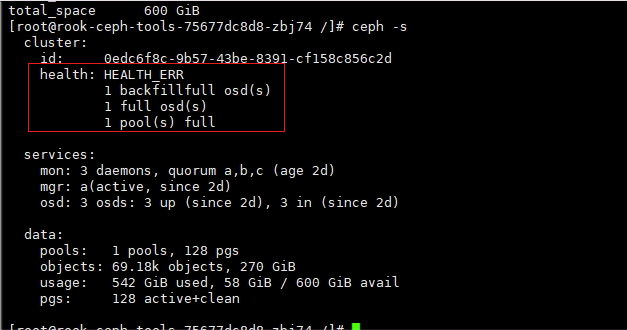 total_space      600 GiB
[root@rook-ceph-tools-75677dc8d8-zbj74 /]# ceph -s
  cluster:
    id:     0edc6f8c-9b57-43be-8391-cf158c856c2d
    health: HEALTH_ERR
            1 backfillfull osd(s)
            1 full osd(s)
            1 pool(s) full
  services:
    mon: 3 daemons, quorum a,b,c (age 2d)
    mgr: a(active, since 2d)
    osd: 3 osds: 3 up (since 2d), 3 in (since 2d)
  data:
    pools:   1 pools, 128 pgs
    objects: 69.18k objects, 270 GiB
    usage:   542 GiB used, 58 GiB / 600 GiB avail
    pgs:     128 active+clean
[root@rook-ceph-tools-75677dc8d8-zbj74 /]#